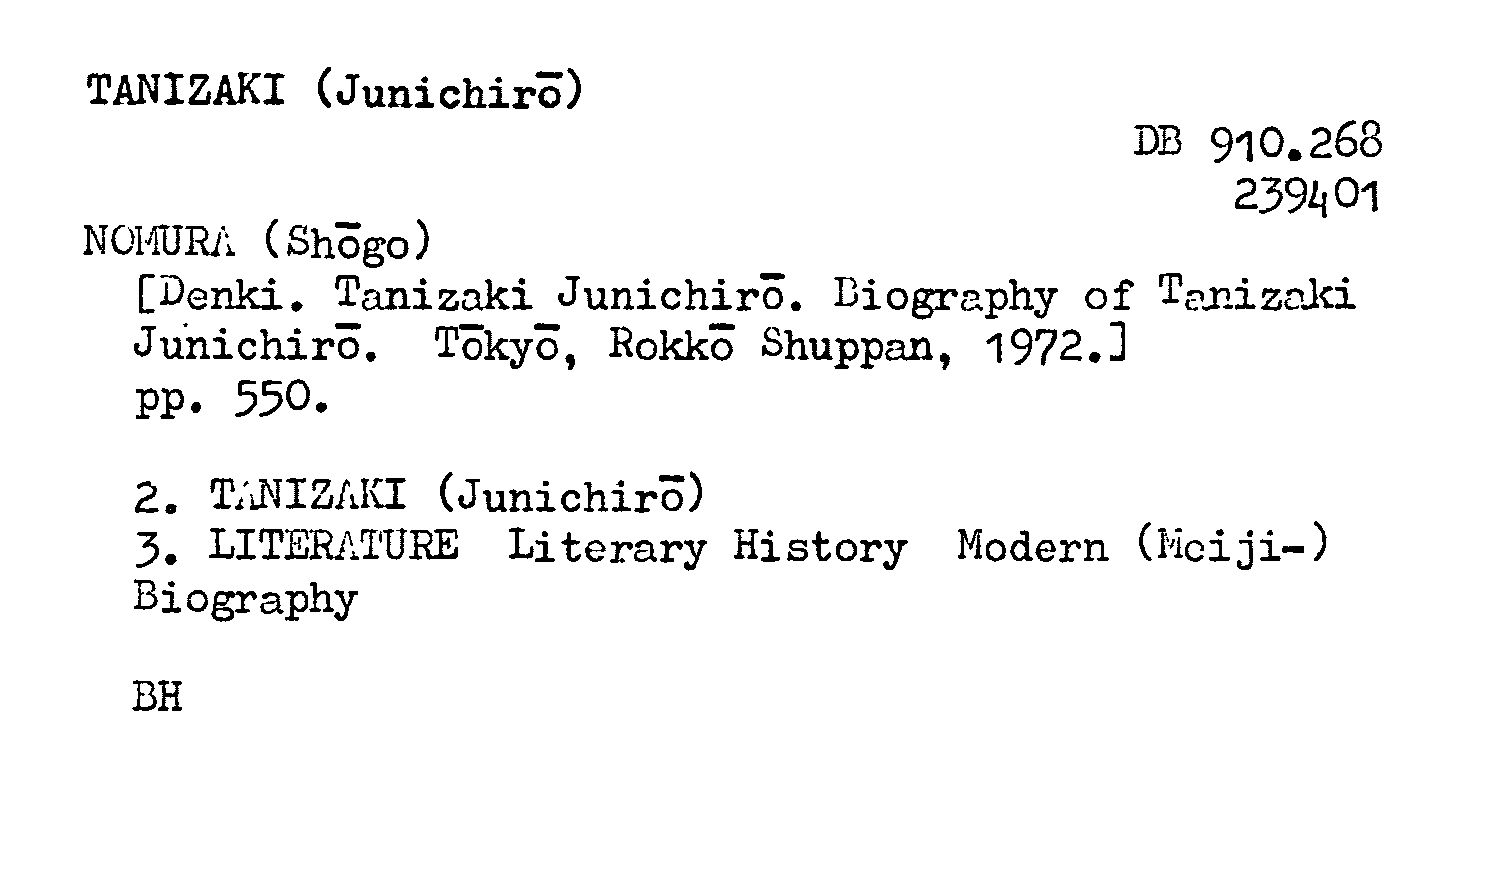 TANIZAKI (Junichirō)
DB 910.268
239401
NOMURA (Shōgo)
[Denki. Tanizaki Junichirō. Biography of Tanizaki
Junichirō. Tōkyō, Rokkō Shuppan, 1972.]
pp. 550.
2. TANIZAKI (Junichirō)
3. LITERATURE Literary History Modern (Meiji-)
Biography
BH